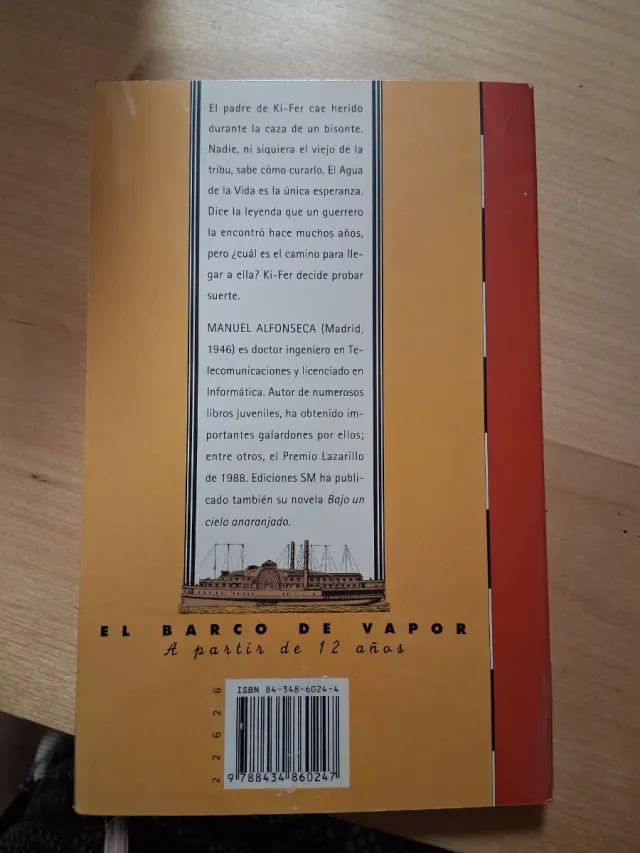 El padre de Ki-Fer cae herido
durante la caza de un bisonte.
Nadie, ni siquiera el viejo de la
tribu, sabe cómo curarlo. El Agua
de la Vida es la única esperanza.
Dice la leyenda que un guerrero
la encontró hace muchos años,
pero ¿cuál es el camino para lle-
gar a ella? Ki-Fer decide probar
suerte.
MANUEL ALFONSECA (Madrid,
1946) es doctor ingeniero en Te-
lecomunicaciones y licenciado en
Informática. Autor de numerosos
libros juveniles, ha obtenido im-
portantes galardones por ellos;
entre otros, el Premio Lazarillo
de 1988. Ediciones SM ha publi-
cado también su novela Bajo un
cielo anaranjado.
EL BARCO DE VAPOR
A partir de 12 años
ISBN 84-348-6024-4
9 788434 860247
22626